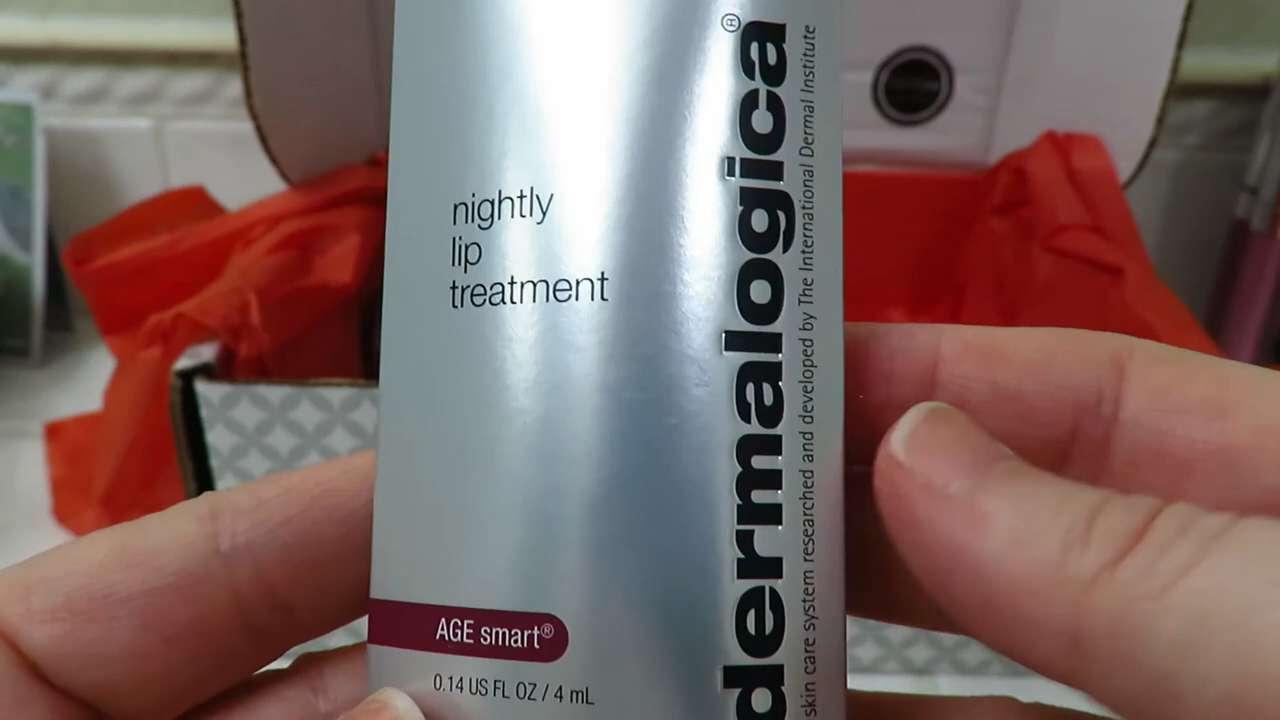 nightly
lip
treatment
AGE smart®
0.14 US FL OZ / 4 mL
dermalogica®
skin care system researched and developed by The International Dermal Institute